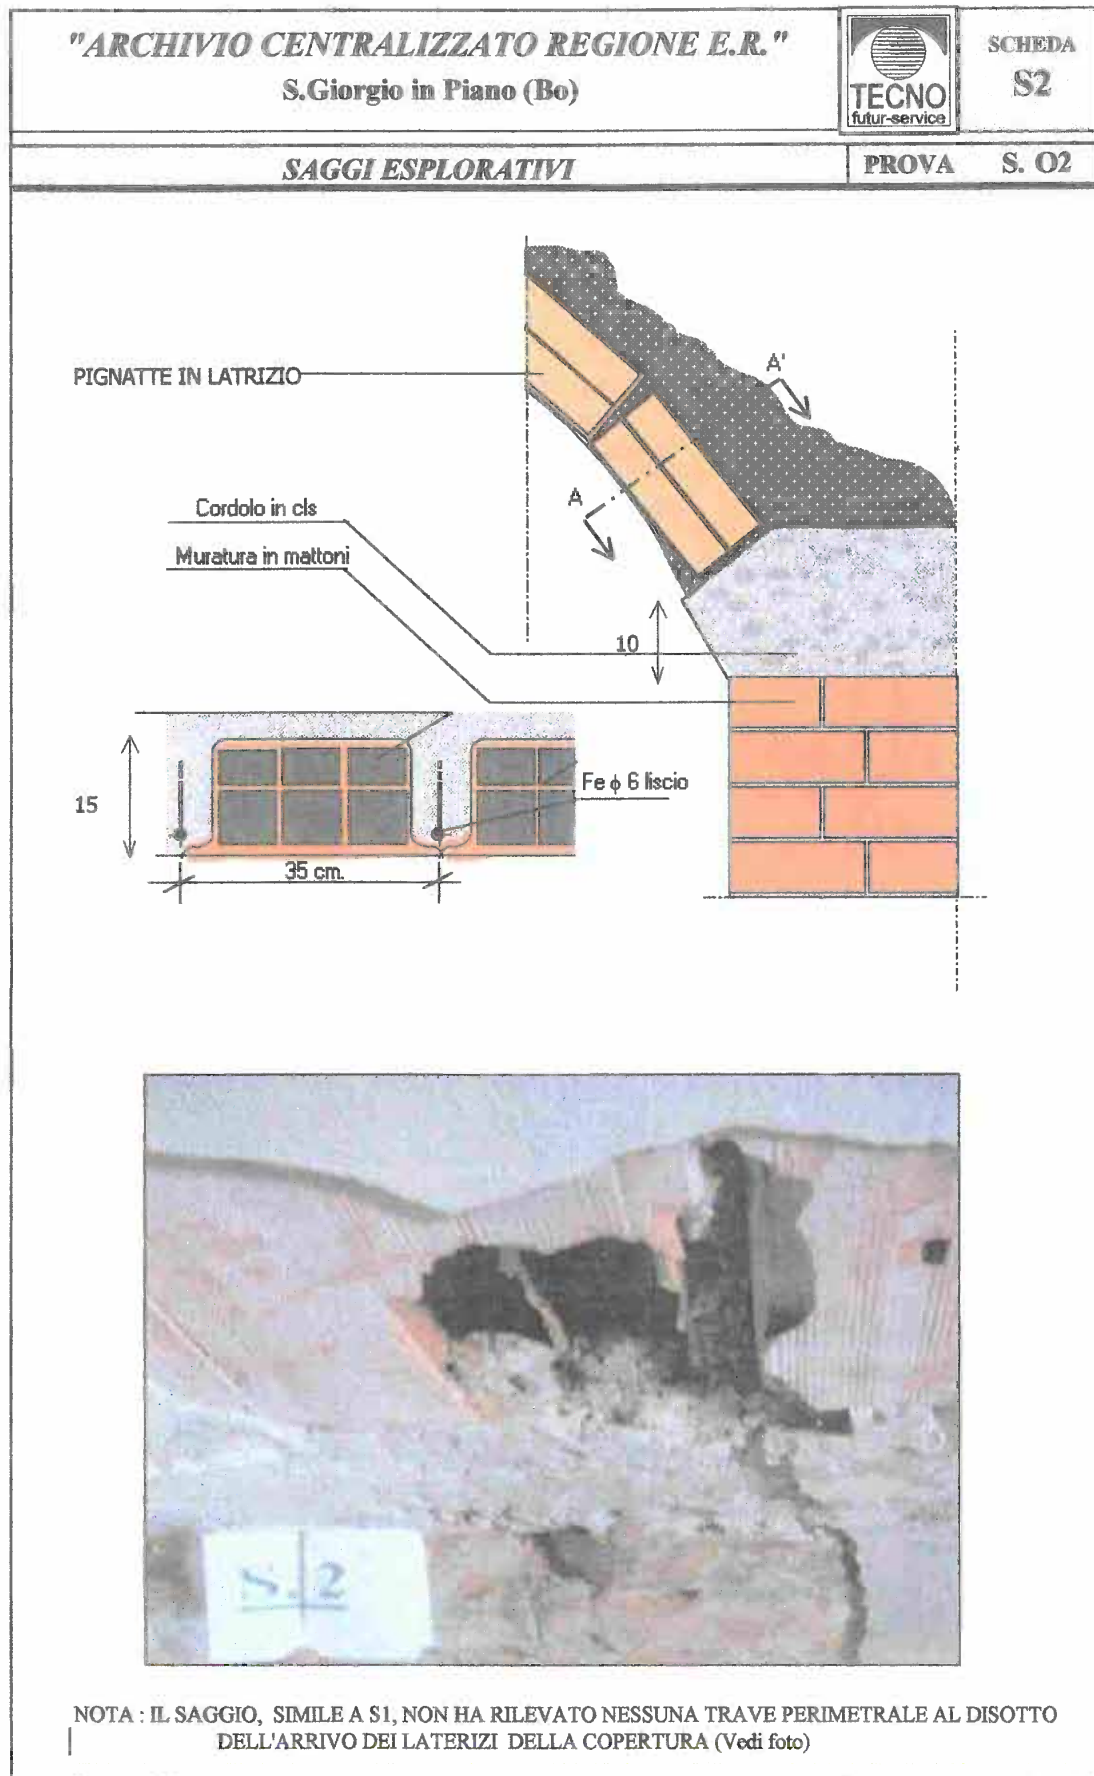 "ARCHIVIO CENTRALIZZATO REGIONE E.R."
S.Giorgio in Piano (Bo)
TECNO
futur-service
SCHEDA
S2
SAGGI ESPLORATIVI
PROVA S. O2
PIGNATTE IN LATRIZIO
A'
A
Cordolo in cls
Muratura in mattoni
10
15
Fe ϕ 6 liscio
35 cm.
S. 2
NOTA : IL SAGGIO, SIMILE A S1, NON HA RILEVATO NESSUNA TRAVE PERIMETRALE AL DISOTTO
DELL'ARRIVO DEI LATERIZI DELLA COPERTURA (Vedi foto)